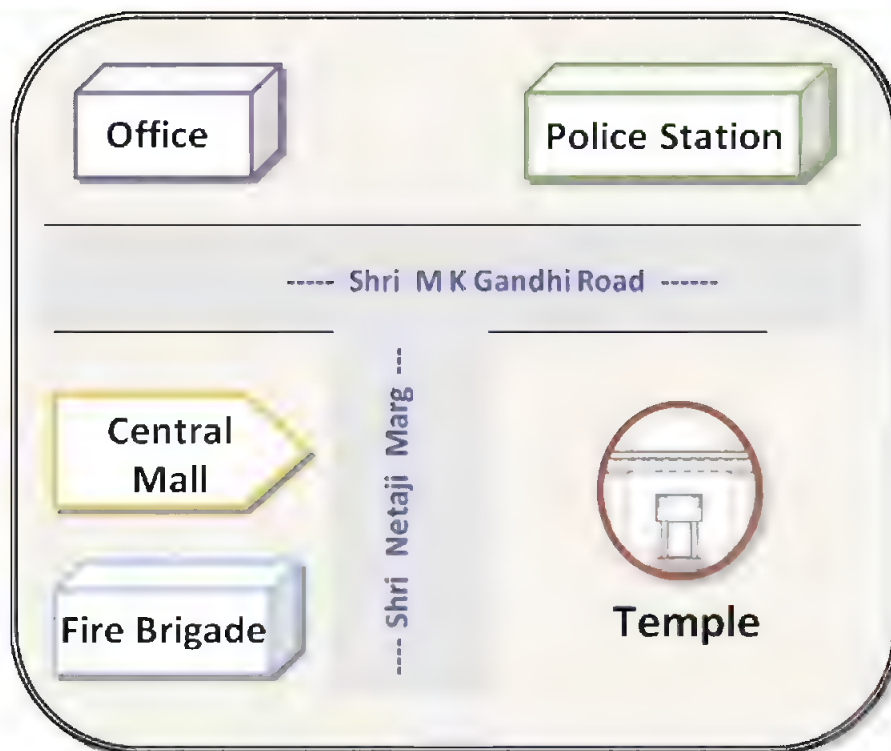 Office
Police Station
----- Shri M K Gandhi Road ------
Central
Mall
---- Shri Netaji Marg ---
Fire Brigade
Temple